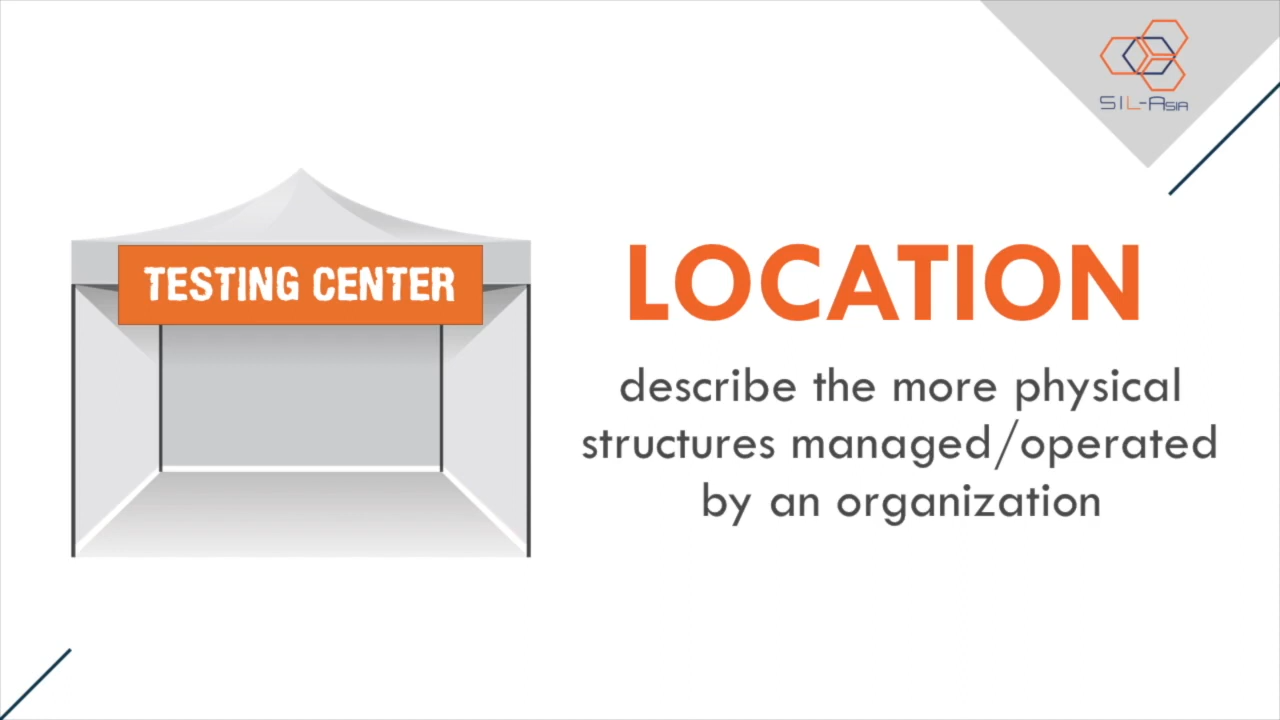 SIL-ASIA
TESTING CENTER
LOCATION
describe the more physical
structures managed/operated
by an organization